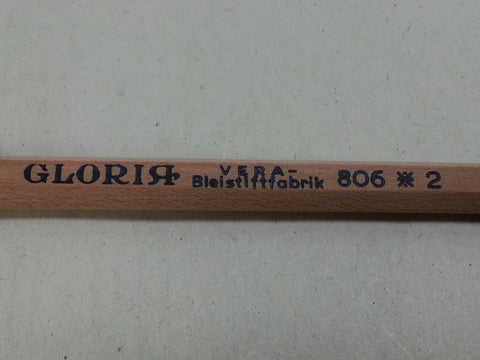 GLORIA VERA-
Bleistiftfabrik 806 ※ 2